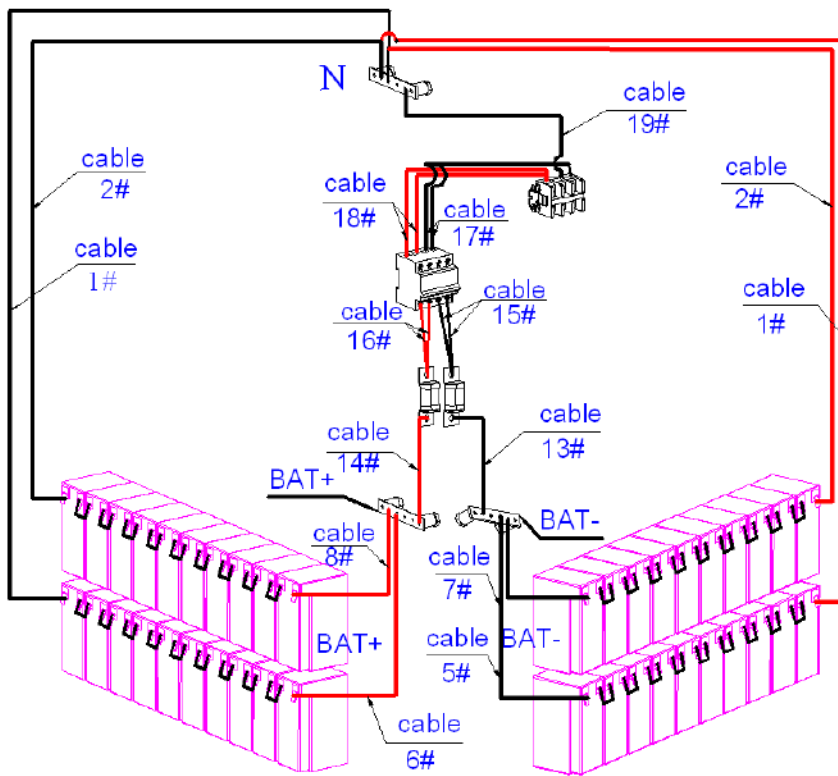 N
cable
19#
cable
2#
cable
18#
cable
17#
cable
2#
cable
1#
cable
15#
cable
16#
cable
1#
cable
14#
cable
13#
BAT+
BAT-
cable
8#
cable
7#
BAT+
BAT-
cable
5#
cable
6#